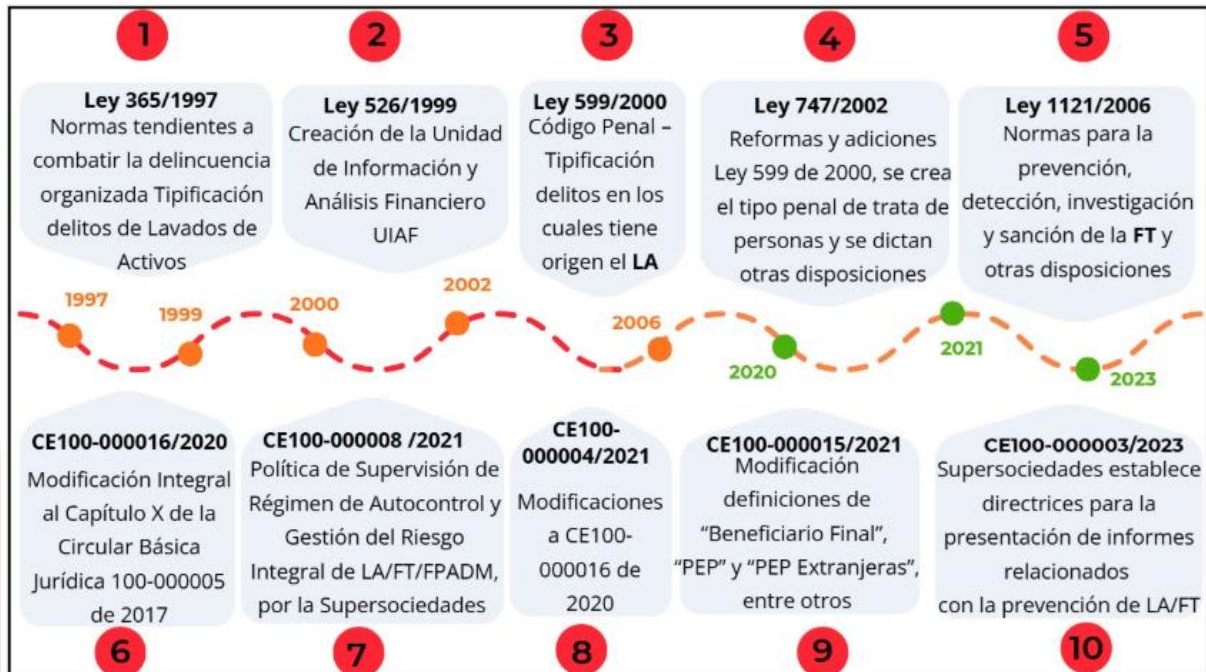 1
2
3
4
5
Ley 365/1997
Normas tendientes a
combatir la delincuencia
organizada Tipificación
delitos de Lavados de
Activos
Ley 526/1999
Creación de la Unidad
de Información y
Análisis Financiero
UIAF
Ley 599/2000
Código Penal –
Tipificación
delitos en los
cuales tiene
origen el LA
Ley 747/2002
Reformas y adiciones
Ley 599 de 2000, se crea
el tipo penal de trata de
personas y se dictan
otras disposiciones
Ley 1121/2006
Normas para la
prevención,
detección, investigación
y sanción de la FT y
otras disposiciones
1997
1999
2000
2002
2006
2020
2021
2023
CE100-000016/2020
Modificación Integral
al Capítulo X de la
Circular Básica
Jurídica 100-000005
de 2017
CE100-000008 /2021
Política de Supervisión de
Régimen de Autocontrol y
Gestión del Riesgo
Integral de LA/FT/FPADM,
por la Supersociedades
CE100-
000004/2021
Modificaciones
a CE100-
000016 de
2020
CE100-000015/2021
Modificación
definiciones de
“Beneficiario Final”,
“PEP” y “PEP Extranjeras”,
entre otros
CE100-000003/2023
Supersociedades establece
directrices para la
presentación de informes
relacionados
con la prevención de LA/FT
6
7
8
9
10